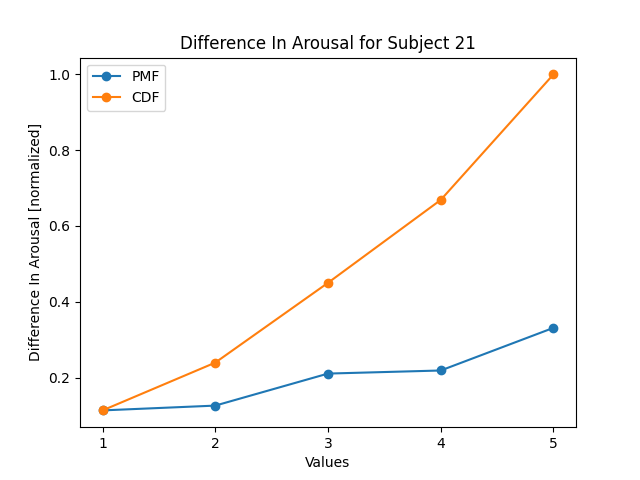 Difference In Arousal for Subject 21
PMF
CDF
Difference In Arousal [normalized]
1.0
0.8
0.6
0.4
0.2
1 2 3 4 5
Values